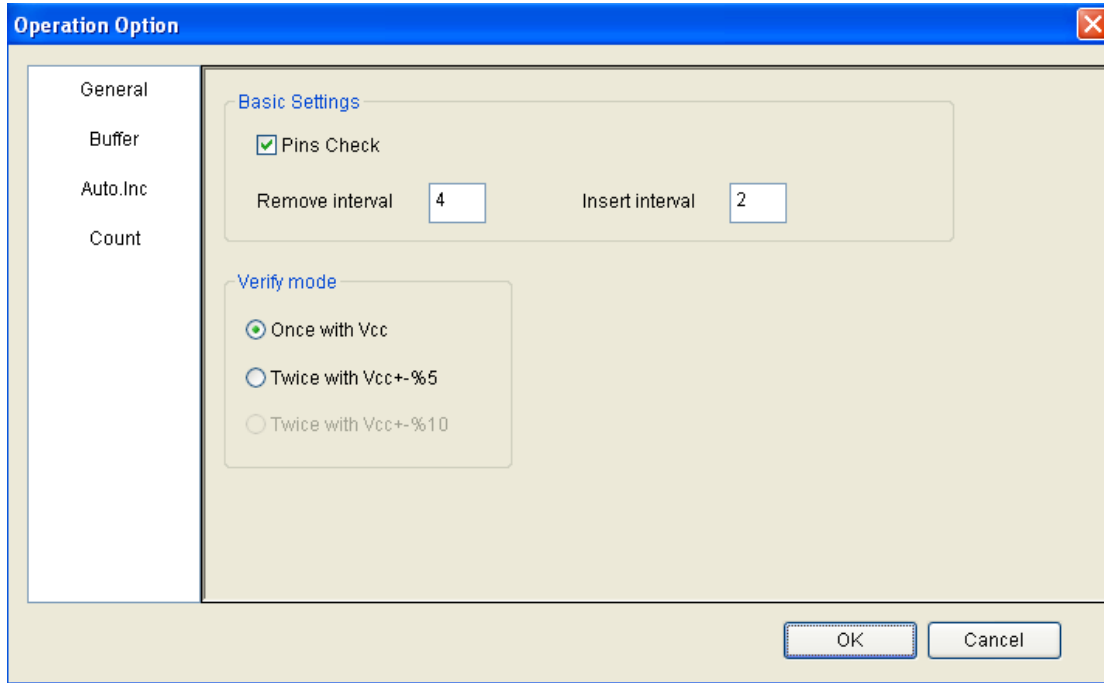 Operation Option
General
Buffer
Auto.Inc
Count
Basic Settings
Pins Check
Remove interval 4 Insert interval 2
Verify mode
Once with Vcc
Twice with Vcc+-%5
Twice with Vcc+-%10
OK Cancel